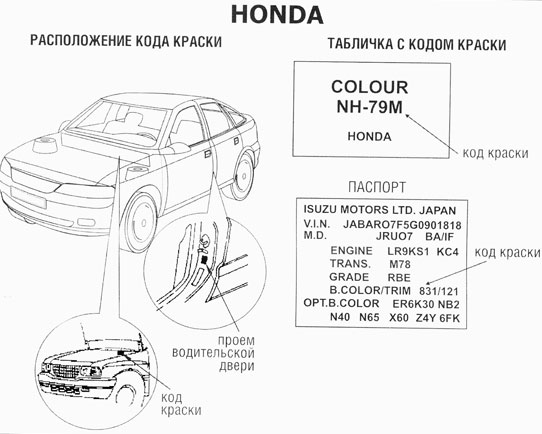 HONDA
РАСПОЛОЖЕНИЕ КОДА КРАСКИ
ТАБЛИЧКА С КОДОМ КРАСКИ
COLOUR
NH-79M
HONDA
код краски
ПАСПОРТ
ISUZU MOTORS LTD. JAPAN
V.I.N. JABARO7F5G0901818
M.D. JRUO7 BA/IF
ENGINE LR9KS1 KC4
TRANS. M78
GRADE RBE
B.COLOR/TRIM 831/121
OPT.B.COLOR ER6K30 NB2
N40 N65 X60 Z4Y 6FK
код краски
проем
водительской
двери
код
краски